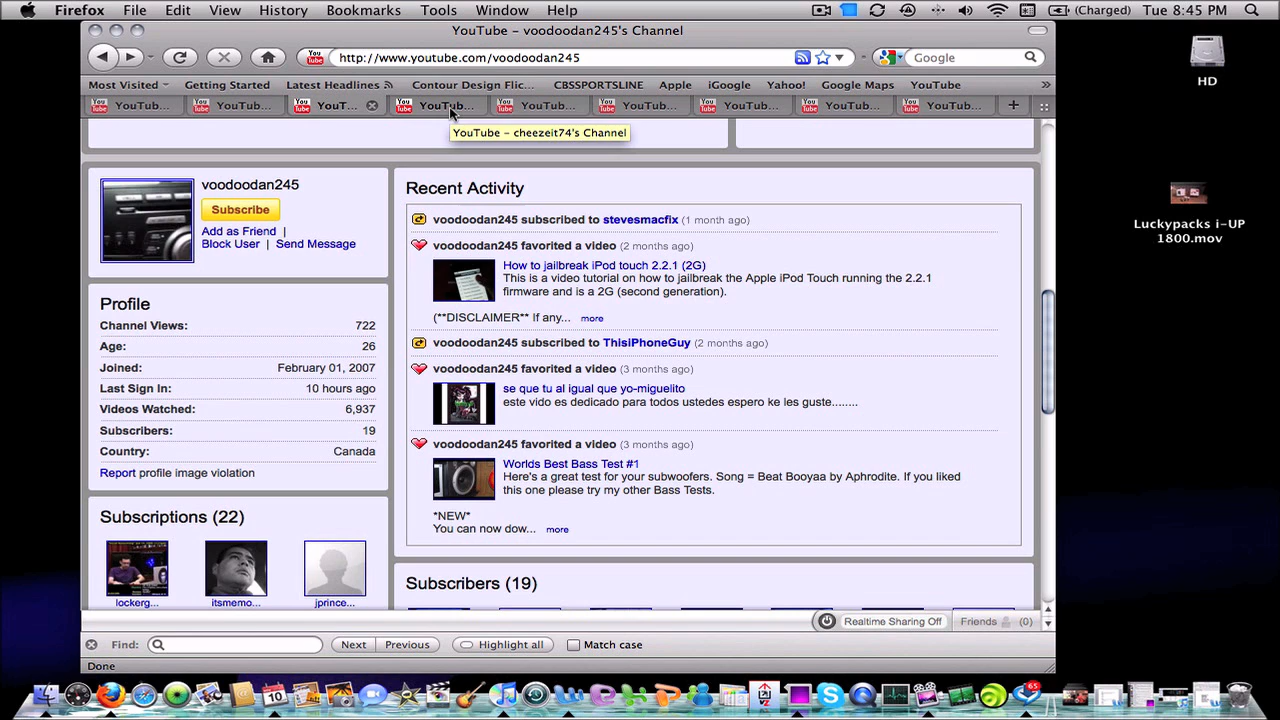 Firefox File Edit View History Bookmarks Tools Window Help (Charged) Tue 8:45 PM
YouTube – voodoodan245's Channel
http://www.youtube.com/voodoodan245 Google
Most Visited Getting Started Latest Headlines Contour Design ric... CBSSPORTSLINE Apple iGoogle Yahoo! Google Maps YouTube »
YouTub... YouTub... YouT... YouTub... YouTub... YouTub... YouTub... YouTub... YouTub... +
YouTube – cheezeit74's Channel
HD
Luckypacks i-UP
1800.mov
voodoodan245
Subscribe
Add as Friend |
Block User | Send Message
Profile
Channel Views: 722
Age: 26
Joined: February 01, 2007
Last Sign In: 10 hours ago
Videos Watched: 6,937
Subscribers: 19
Country: Canada
Report profile image violation
Subscriptions (22)
lockerg... itsmemo... jprince...
Recent Activity
voodoodan245 subscribed to stevesmacfix (1 month ago)
voodoodan245 favorited a video (2 months ago)
How to jailbreak iPod touch 2.2.1 (2G)
This is a video tutorial on how to jailbreak the Apple iPod Touch running the 2.2.1
firmware and is a 2G (second generation).
(**DISCLAIMER** If any... more
voodoodan245 subscribed to ThisiPhoneGuy (2 months ago)
voodoodan245 favorited a video (3 months ago)
se que tu al igual que yo-miguelito
este vido es dedicado para todos ustedes espero ke les guste........
voodoodan245 favorited a video (3 months ago)
Worlds Best Bass Test #1
Here's a great test for your subwoofers. Song = Beat Booyaa by Aphrodite. If you liked
this one please try my other Bass Tests.
*NEW*
You can now dow... more
Subscribers (19)
Realtime Sharing Off Friends (0)
Find: Next Previous Highlight all Match case
Done